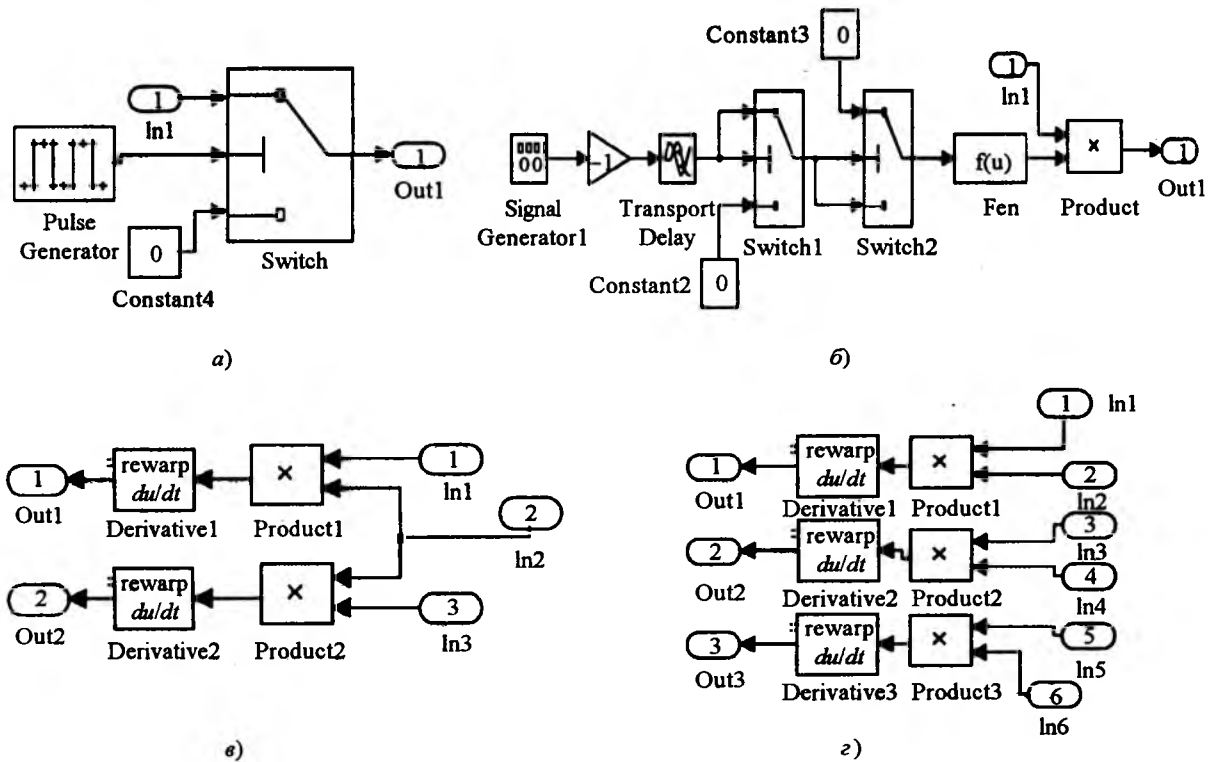 1
In1
Pulse
Generator
0
Constant4
Switch
1
Out1
а)
Constant3
0
1
In1
00
Signal
Generator1
-1
Transport
Delay
Switch1
Constant2
0
Switch2
f(u)
Fen
×
Product
1
Out1
б)
1
Out1
rewarp
du/dt
Derivative1
×
Product1
1
In1
2
In2
2
Out2
rewarp
du/dt
Derivative2
×
Product2
3
In3
в)
1
In1
1
Out1
rewarp
du/dt
Derivative1
×
Product1
2
In2
2
Out2
rewarp
du/dt
Derivative2
×
Product2
3
In3
4
In4
3
Out3
rewarp
du/dt
Derivative3
×
Product3
5
In5
6
In6
г)